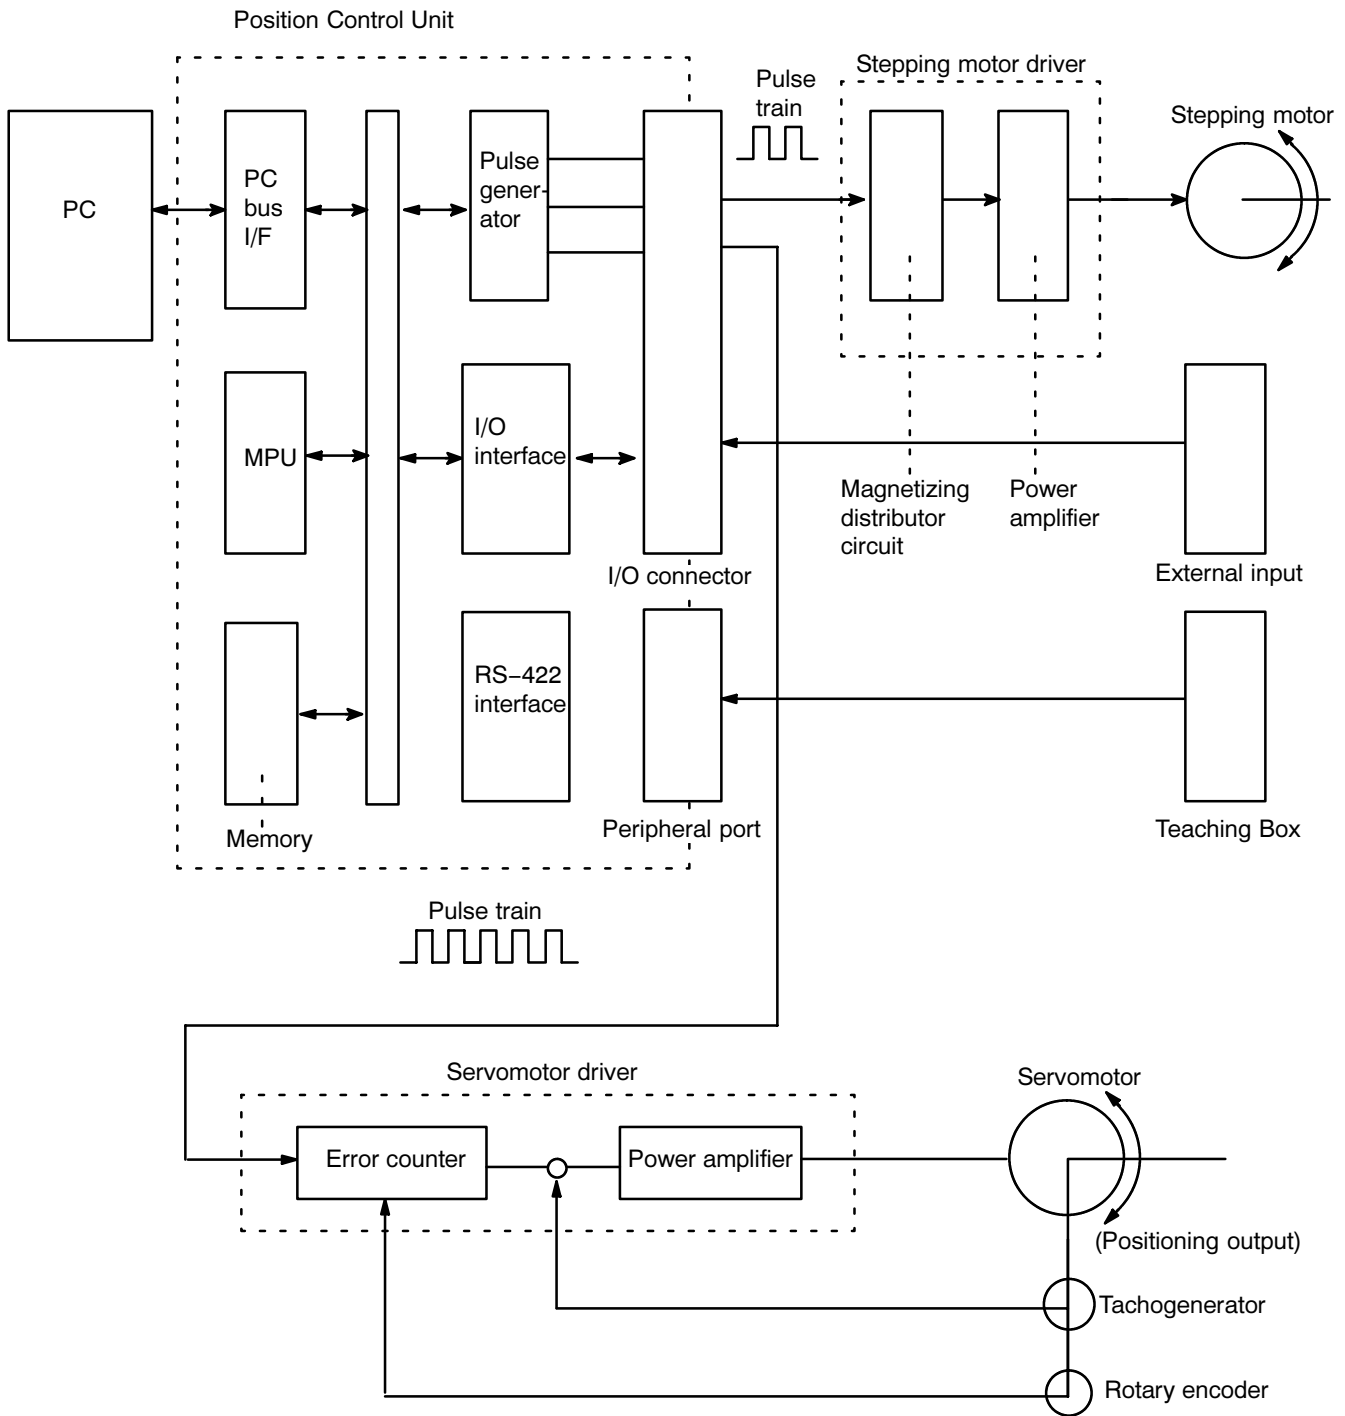 Position Control Unit
Pulse
train
Stepping motor driver
Stepping motor
PC
PC
bus
I/F
Pulse
gener-
ator
MPU
I/O
interface
Magnetizing
distributor
circuit
Power
amplifier
I/O connector
External input
RS−422
interface
Memory
Peripheral port
Teaching Box
Pulse train
Servomotor driver
Servomotor
Error counter
Power amplifier
(Positioning output)
Tachogenerator
Rotary encoder